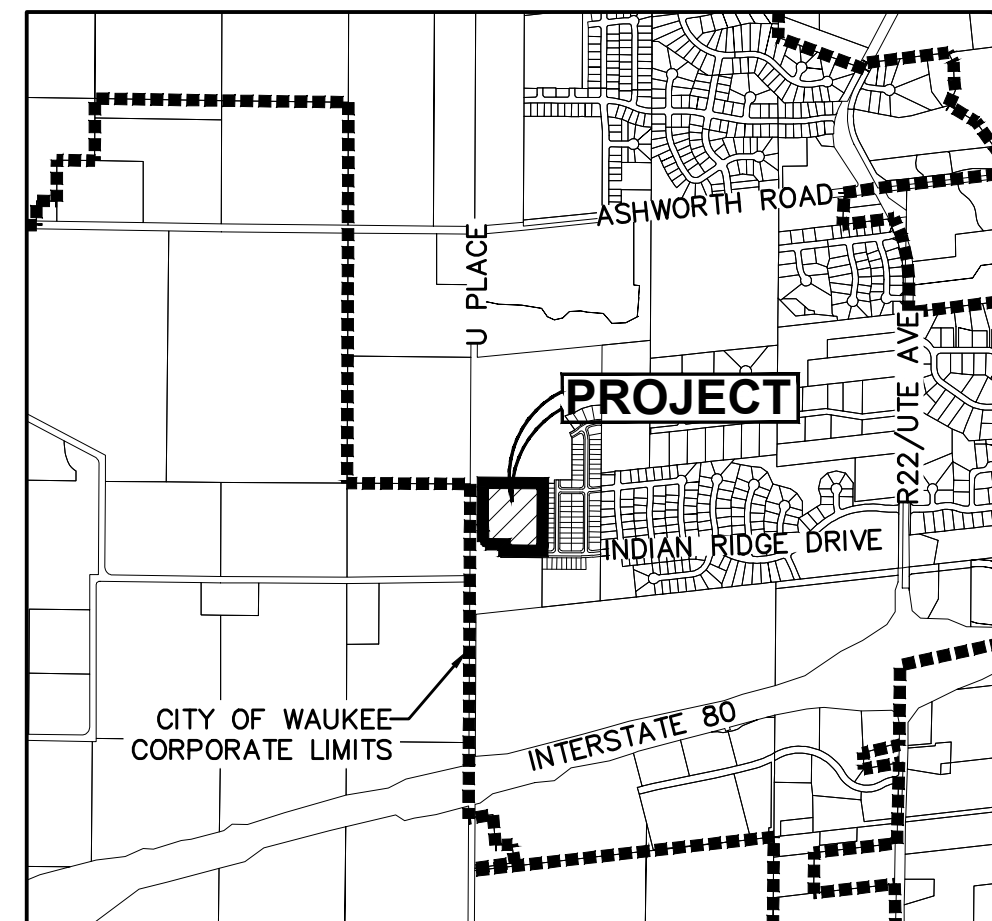 ASHWORTH ROAD
U PLACE
R22/UTE AVE
PROJECT
INDIAN RIDGE DRIVE
CITY OF WAUKEE
CORPORATE LIMITS
INTERSTATE 80